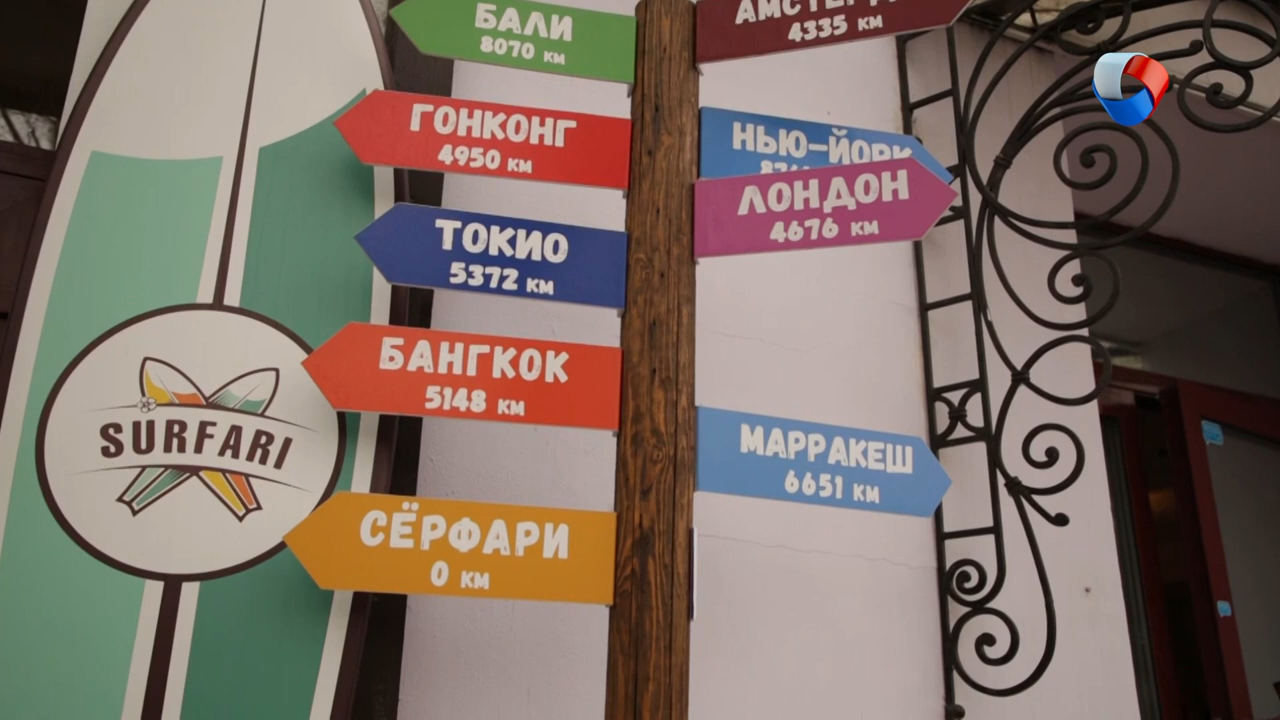 БАЛИ
8070 км
ГОНКОНГ
4950 км
ТОКИО
5372 км
БАНГКОК
5148 км
СЁРФАРИ
0 км
SURFARI
4335 км
НЬЮ-ЙОРК
ЛОНДОН
4676 км
МАРРАКЕШ
6651 км